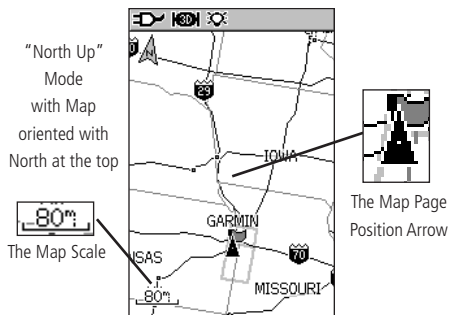 “North Up”
Mode
with Map
oriented with
North at the top
80m
The Map Scale
3D
N
29
IOWA
GARMIN
70
SAS
MISSOURI
80m
The Map Page
Position Arrow